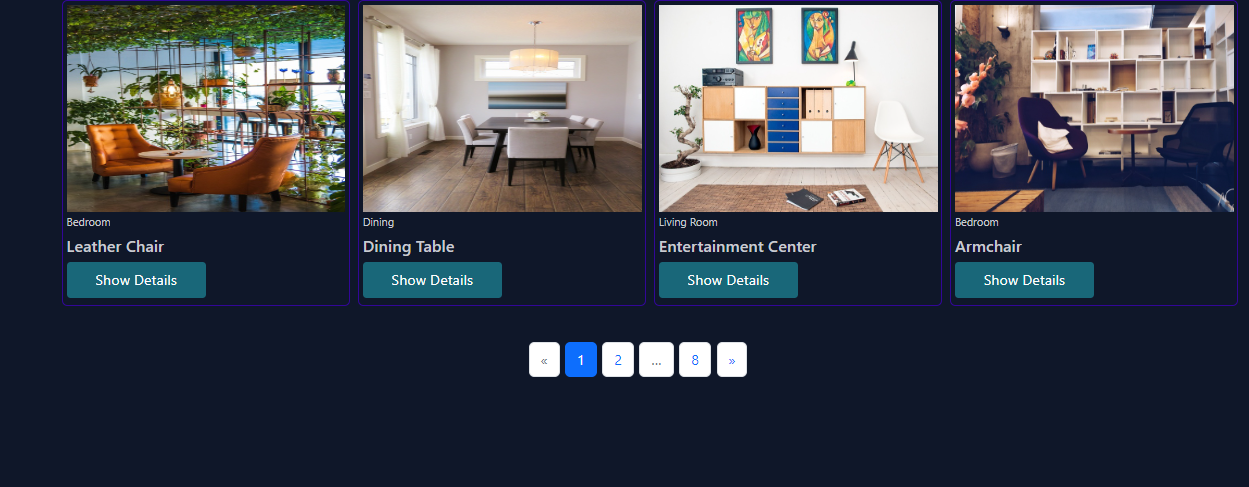 Bedroom
Leather Chair
Show Details
Dining
Dining Table
Show Details
Living Room
Entertainment Center
Show Details
Bedroom
Armchair
Show Details
« 1 2 ... 8 »